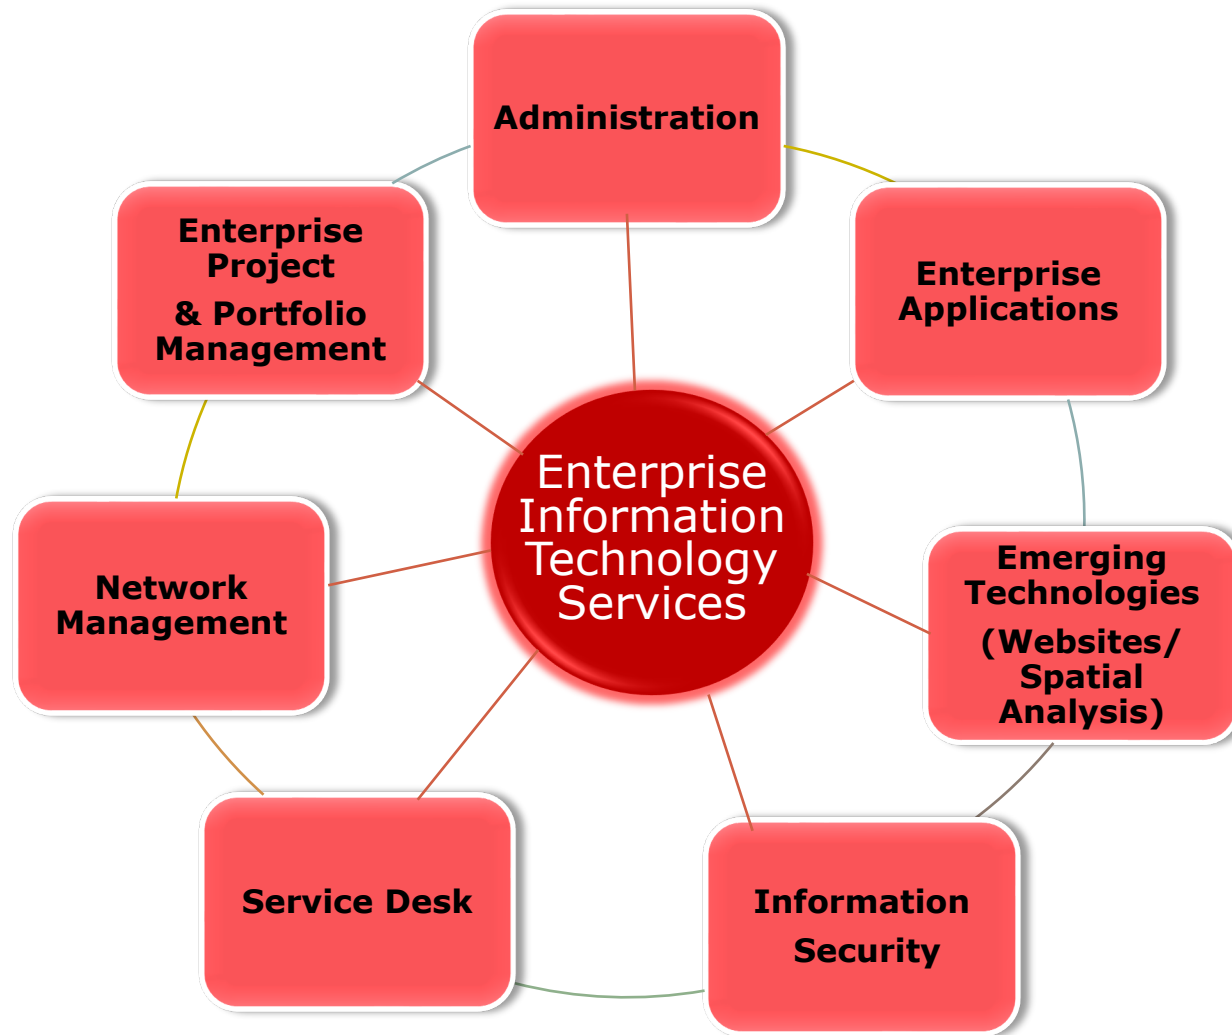 Administration
Enterprise
Applications
Emerging
Technologies
(Websites/
Spatial
Analysis)
Information
Security
Service Desk
Network
Management
Enterprise
Project
& Portfolio
Management
Enterprise
Information
Technology
Services